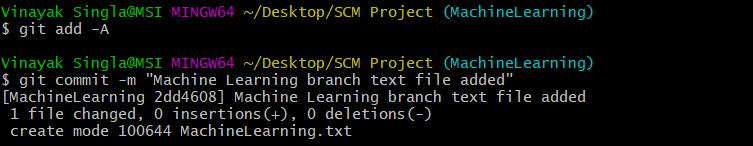 Vinayak Singla@MSI MINGW64 ~/Desktop/SCM Project (MachineLearning)
$ git add -A
Vinayak Singla@MSI MINGW64 ~/Desktop/SCM Project (MachineLearning)
$ git commit -m "Machine Learning branch text file added"
[MachineLearning 2dd4608] Machine Learning branch text file added
1 file changed, 0 insertions(+), 0 deletions(-)
create mode 100644 MachineLearning.txt